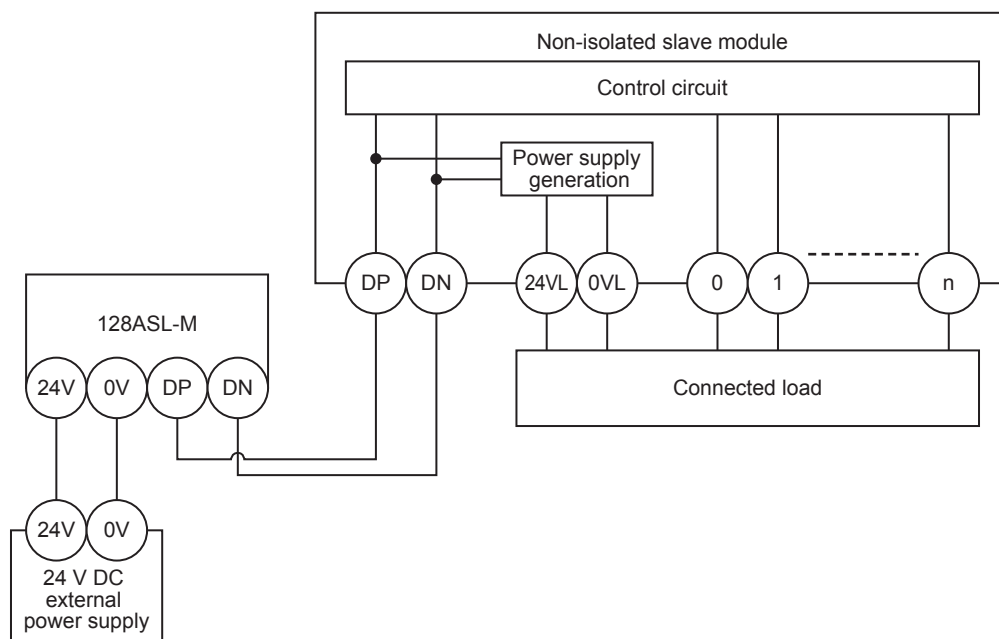 Non-isolated slave module
Control circuit
Power supply
generation
DP DN 24VL 0VL 0 1 n
128ASL-M
24V 0V DP DN
Connected load
24V 0V
24 V DC
external
power supply